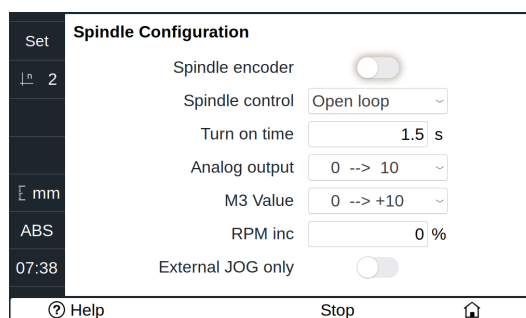 Set
2
mm
ABS
07:38
Spindle Configuration
Spindle encoder
Spindle control Open loop
Turn on time 1.5 s
Analog output 0 --> 10
M3 Value 0 --> +10
RPM inc 0 %
External JOG only
Help Stop